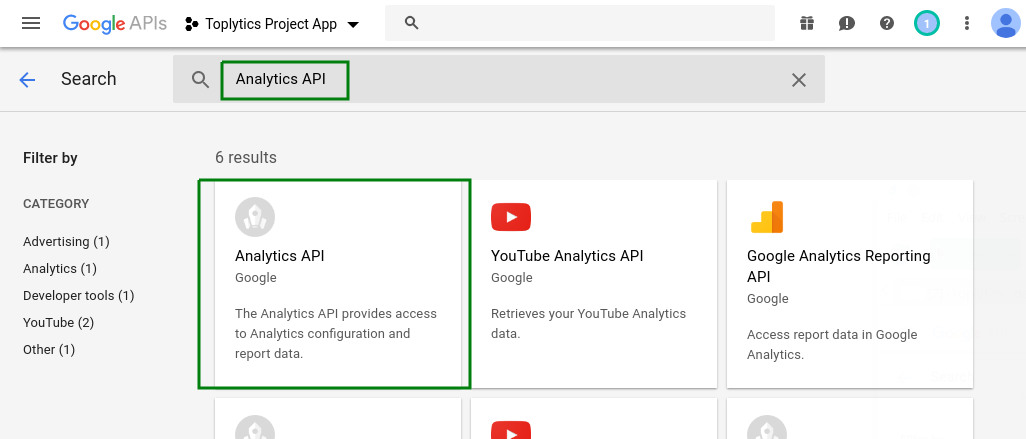 Google APIs
Toplytics Project App
1
Search
Analytics API
Filter by
6 results
CATEGORY
Advertising (1)
Analytics (1)
Developer tools (1)
YouTube (2)
Other (1)
Analytics API
Google
The Analytics API provides access
to Analytics configuration and
report data.
YouTube Analytics API
Google
Retrieves your YouTube Analytics
data.
Google Analytics Reporting
API
Google
Access report data in Google
Analytics.